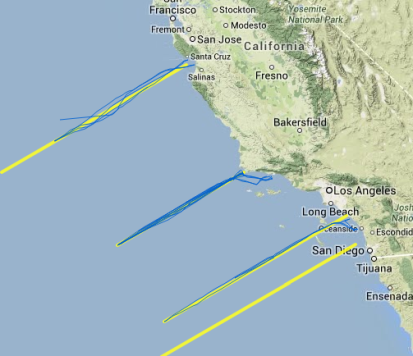 San
Francisco
Stockton
Yosemite
National Park
Modesto
Fremont
San Jose
California
Santa Cruz
Salinas
Fresno
Bakersfield
Los Angeles
Long Beach
Oceanside
Escondid
San Diego
Tijuana
Ensenada